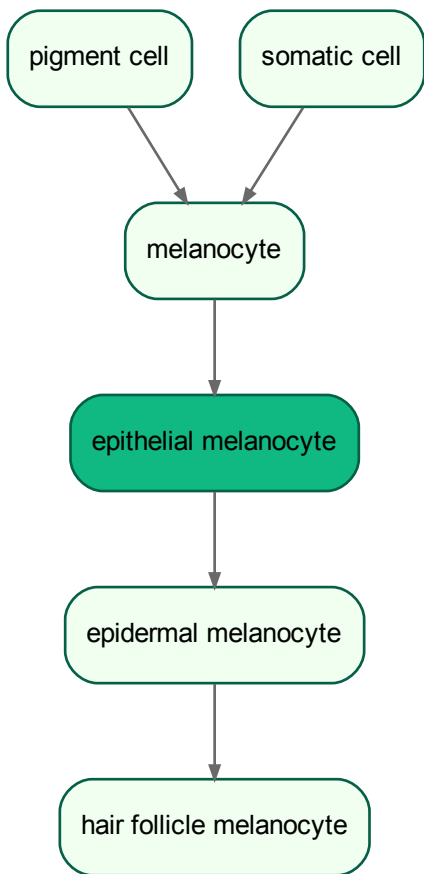 pigment cell
somatic cell
melanocyte
epithelial melanocyte
epidermal melanocyte
hair follicle melanocyte